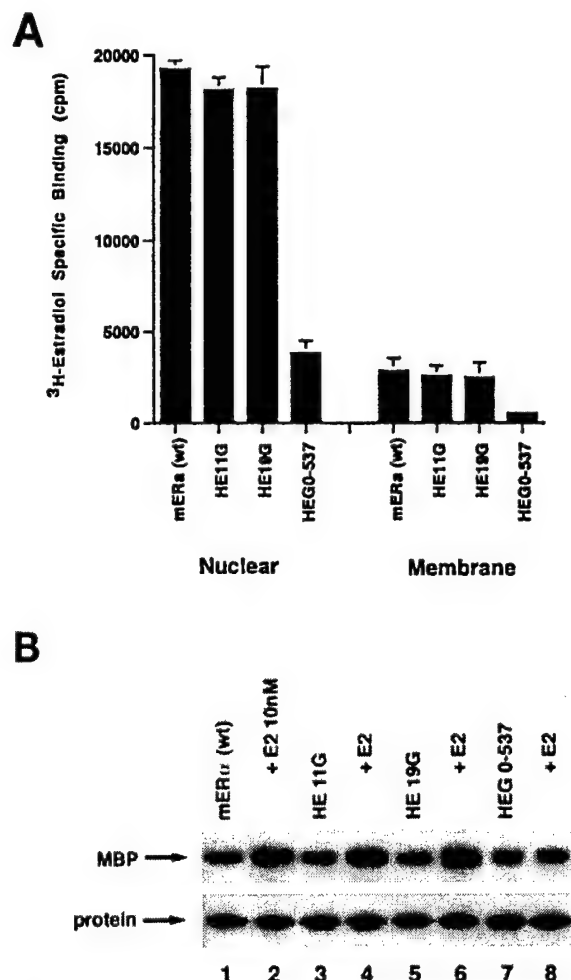 A
³H-Estradiol Specific Binding (cpm)
20000
15000
10000
5000
0
mERa (wt)
HE11G
HE19G
HEG0-537
mERa (wt)
HE11G
HE19G
HEG0-537
Nuclear
Membrane
B
mERα (wt)
+ E2 10nM
HE 11G
+ E2
HE 19G
+ E2
HEG 0-537
+ E2
MBP
protein
1 2 3 4 5 6 7 8